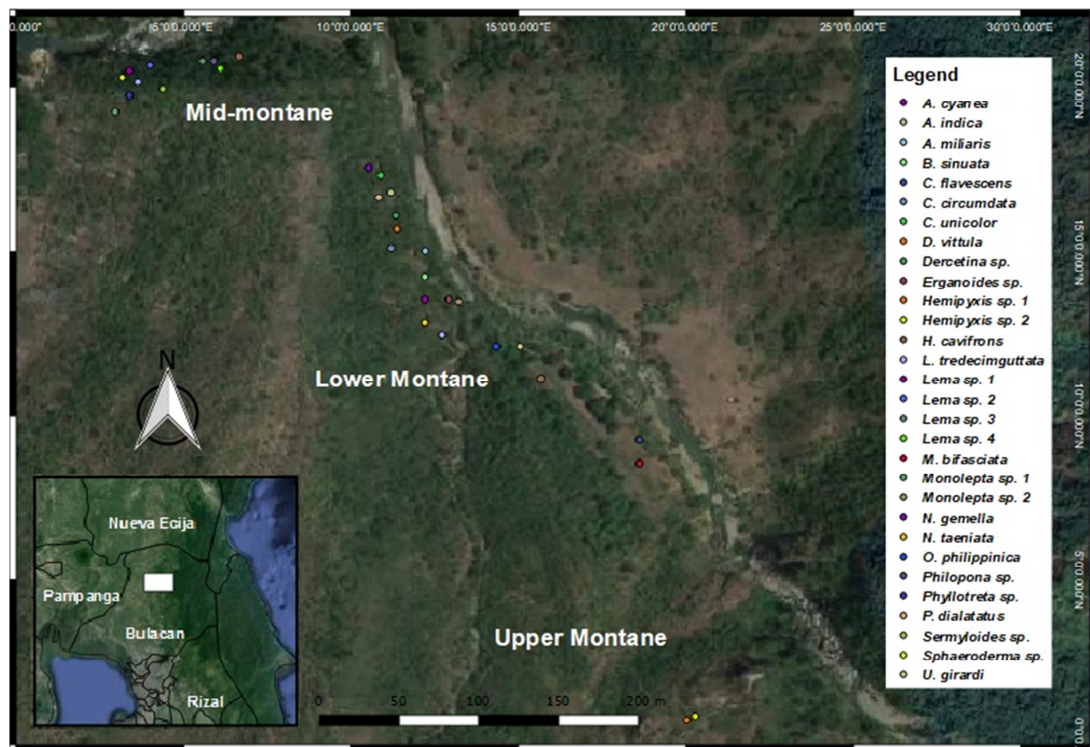 0.000° 5°0'0.000"E 10°0'0.000"E 15°0'0.000"E 20°0'0.000"E 25°0'0.000"E 30°0'0.000"E
20°0'0.000"N
15°0'0.000"N
10°0'0.000"N
5°0'0.000"N
0°0'0
Mid-montane
Lower Montane
Upper Montane
N
0 50 100 150 200 m
Nueva Ecija
Pampanga
Bulacan
Rizal
Legend
A. cyanea
A. indica
A. miliaris
B. sinuata
C. flavescens
C. circumdata
C. unicolor
D. vittula
Dercetina sp.
Erganoides sp.
Hemipyxis sp. 1
Hemipyxis sp. 2
H. cavifrons
L. tredecimguttata
Lema sp. 1
Lema sp. 2
Lema sp. 3
Lema sp. 4
M. bifasciata
Monolepta sp. 1
Monolepta sp. 2
N. gemella
N. taeniata
O. philippinica
Philopona sp.
Phyllotreta sp.
P. dialatatus
Sermyloides sp.
Sphaeroderma sp.
U. girardi